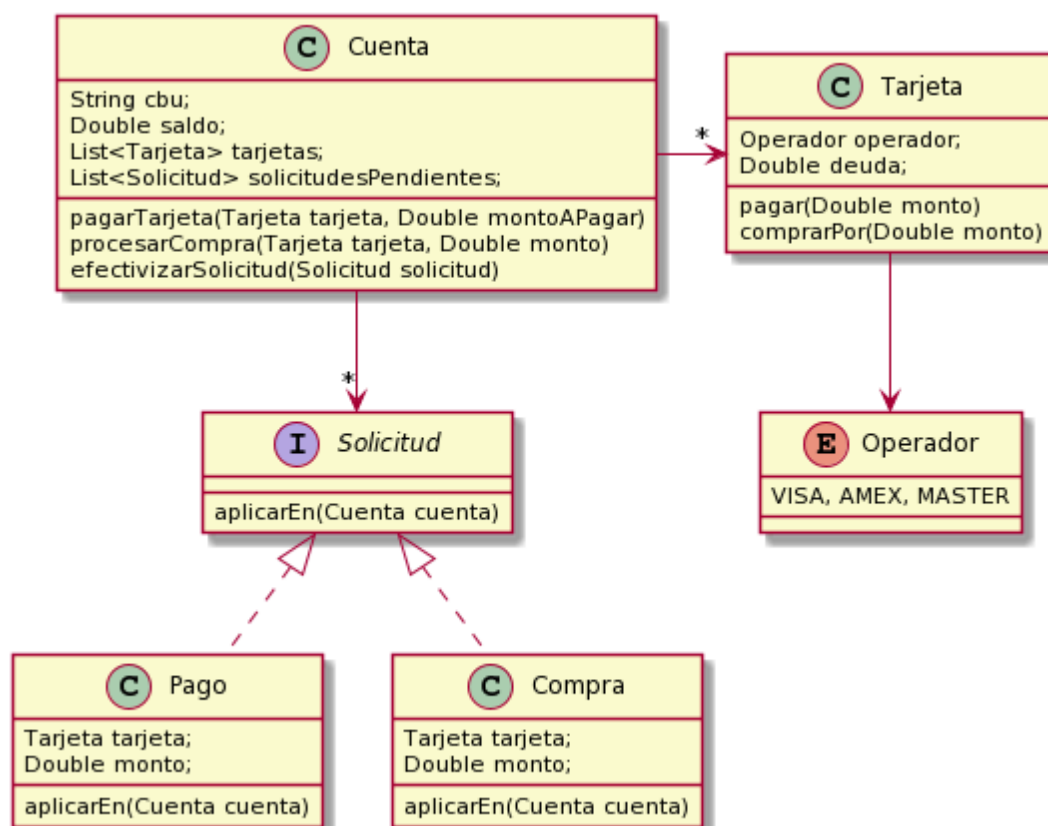 C Cuenta
String cbu;
Double saldo;
List<Tarjeta> tarjetas;
List<Solicitud> solicitudesPendientes;
pagarTarjeta(Tarjeta tarjeta, Double montoAPagar)
procesarCompra(Tarjeta tarjeta, Double monto)
efectivizarSolicitud(Solicitud solicitud)
*
C Tarjeta
Operador operador;
Double deuda;
pagar(Double monto)
comprarPor(Double monto)
*
I Solicitud
aplicarEn(Cuenta cuenta)
E Operador
VISA, AMEX, MASTER
C Pago
Tarjeta tarjeta;
Double monto;
aplicarEn(Cuenta cuenta)
C Compra
Tarjeta tarjeta;
Double monto;
aplicarEn(Cuenta cuenta)